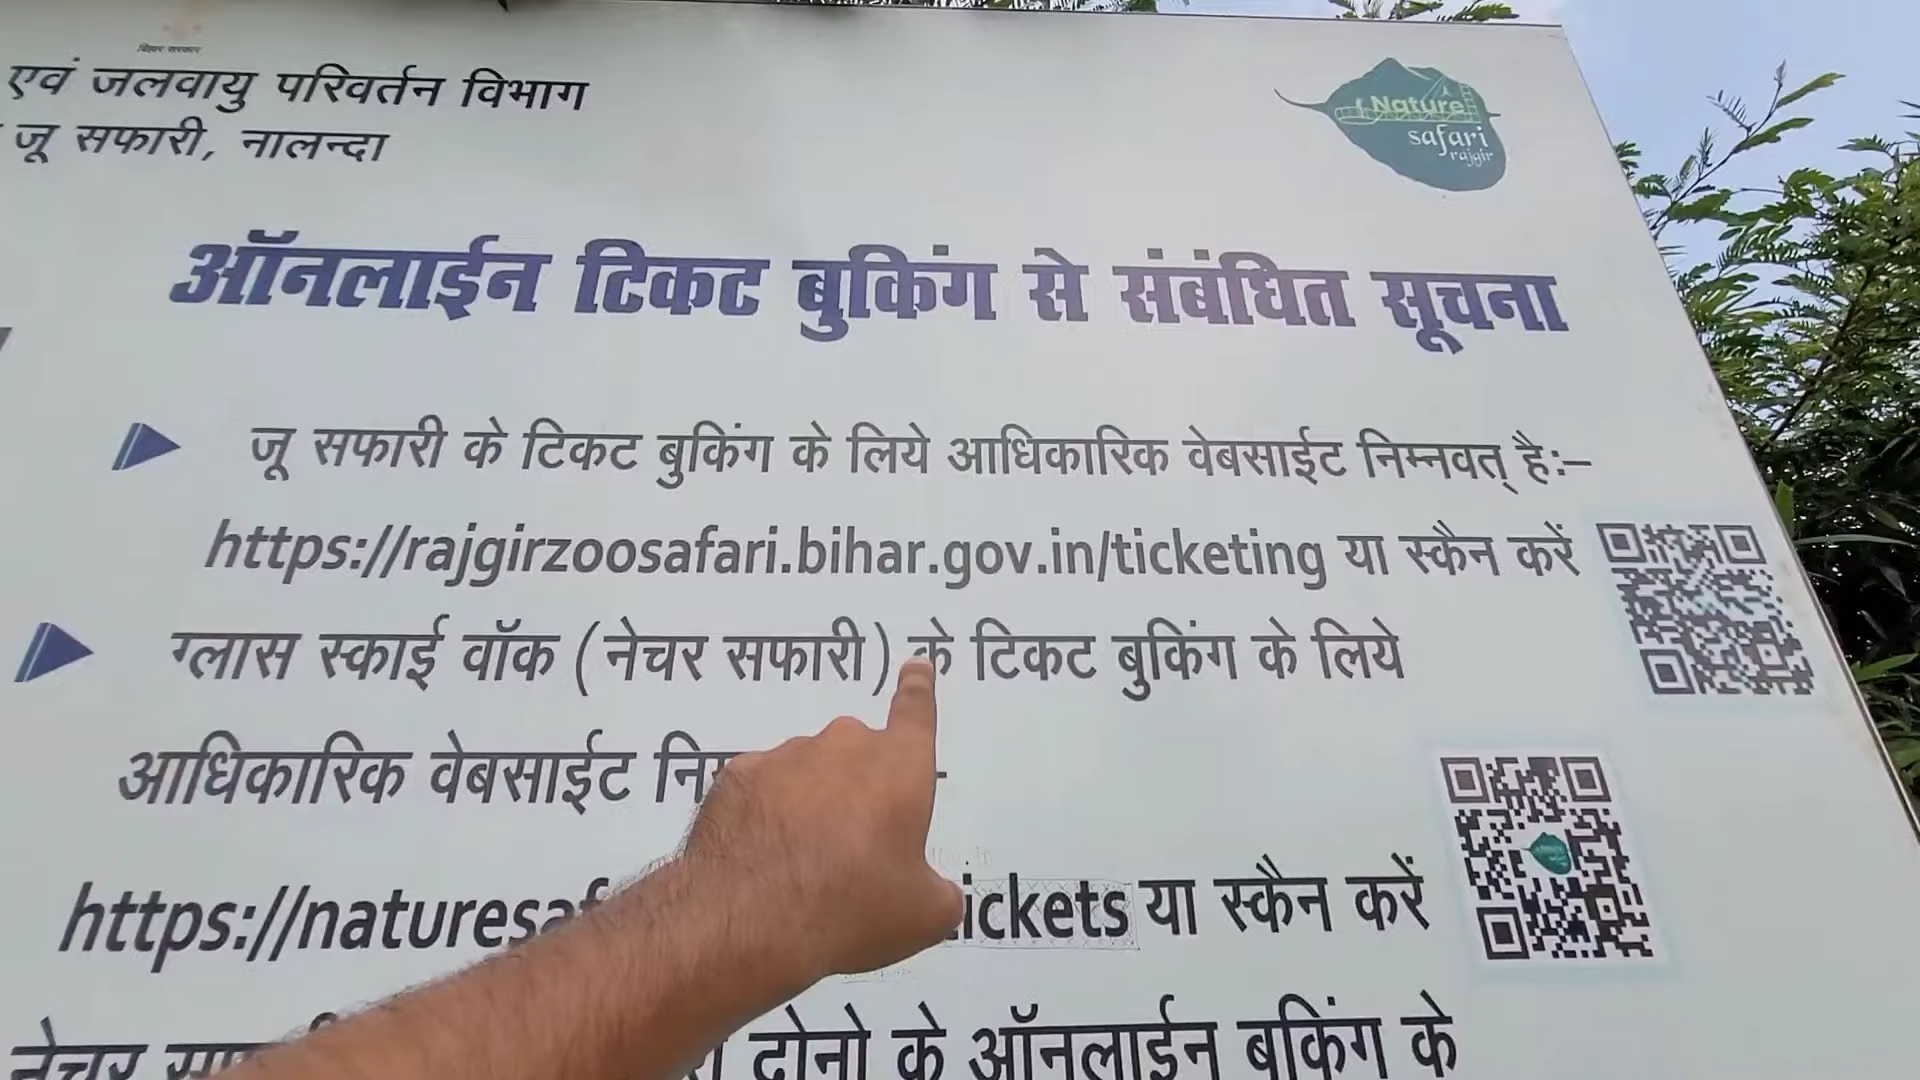 बिहार सरकार
एवं जलवायु परिवर्तन विभाग
जू सफारी, नालन्दा
Nature
safari
rajgir
ऑनलाईन टिकट बुकिंग से संबंधित सूचना
जू सफारी के टिकट बुकिंग के लिये आधिकारिक वेबसाईट निम्नवत् है:–
https://rajgirzoosafari.bihar.gov.in/ticketing या स्कैन करें
ग्लास स्काई वॉक (नेचर सफारी) के टिकट बुकिंग के लिये
आधिकारिक वेबसाईट
https://naturesaf ickets या स्कैन करें
नेचर दोनो के ऑनलाईन बुकिंग के